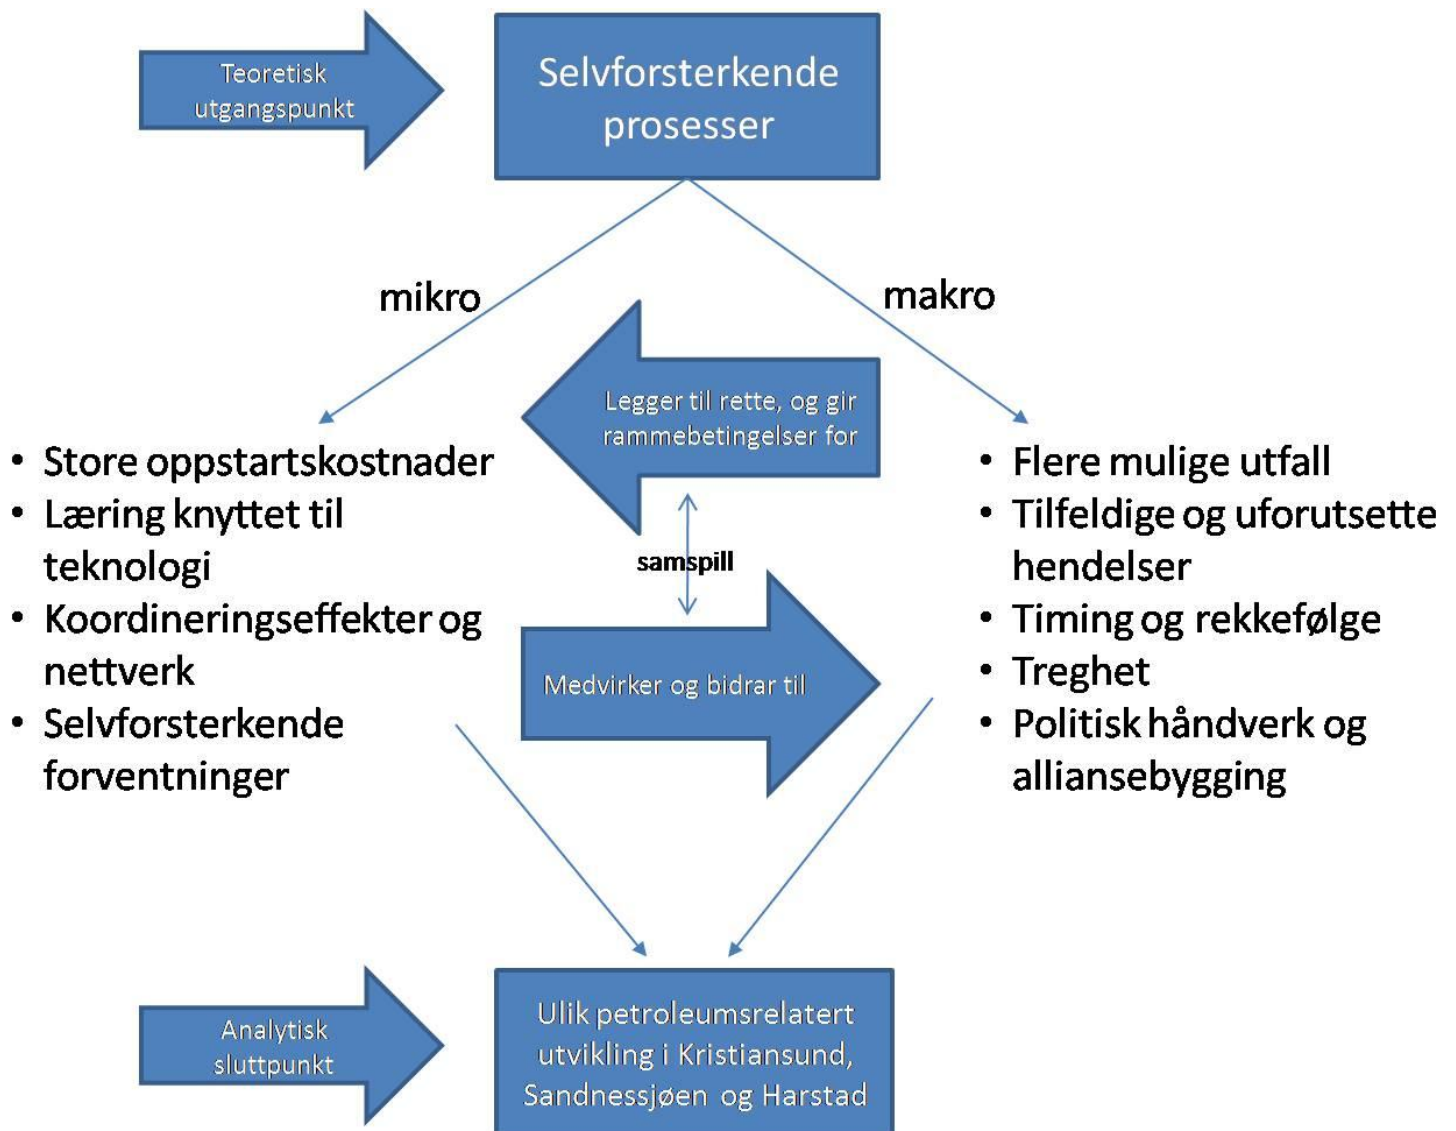 Teoretisk
utgangspunkt
Selvforsterkende
prosesser
mikro
makro
Legger til rette, og gir
rammebetingelser for
samspill
Medvirker og bidrar til
• Store oppstartskostnader
• Læring knyttet til
teknologi
• Koordineringseffekter og
nettverk
• Selvforsterkende
forventninger
• Flere mulige utfall
• Tilfeldige og uforutsette
hendelser
• Timing og rekkefølge
• Treghet
• Politisk håndverk og
alliansebygging
Analytisk
sluttpunkt
Ulik petroleumsrelatert
utvikling i Kristiansund,
Sandnessjøen og Harstad